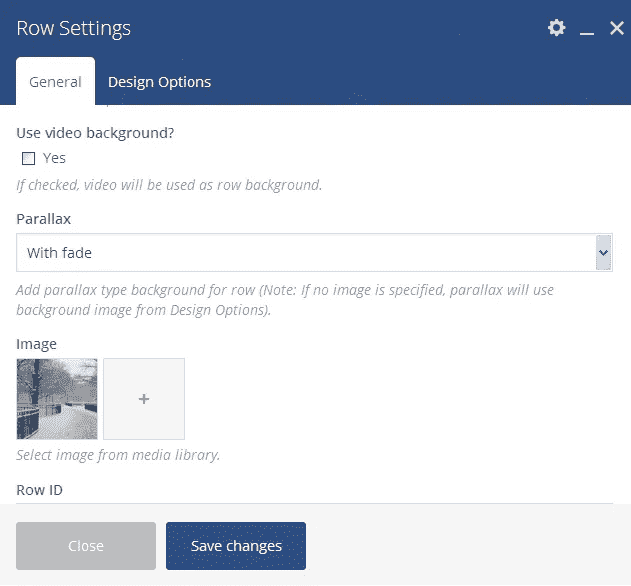 Row Settings
General
Design Options
Use video background?
Yes
If checked, video will be used as row background.
Parallax
With fade
Add parallax type background for row (Note: If no image is specified, parallax will use
background image from Design Options).
Image
+
Select image from media library.
Row ID
Close
Save changes